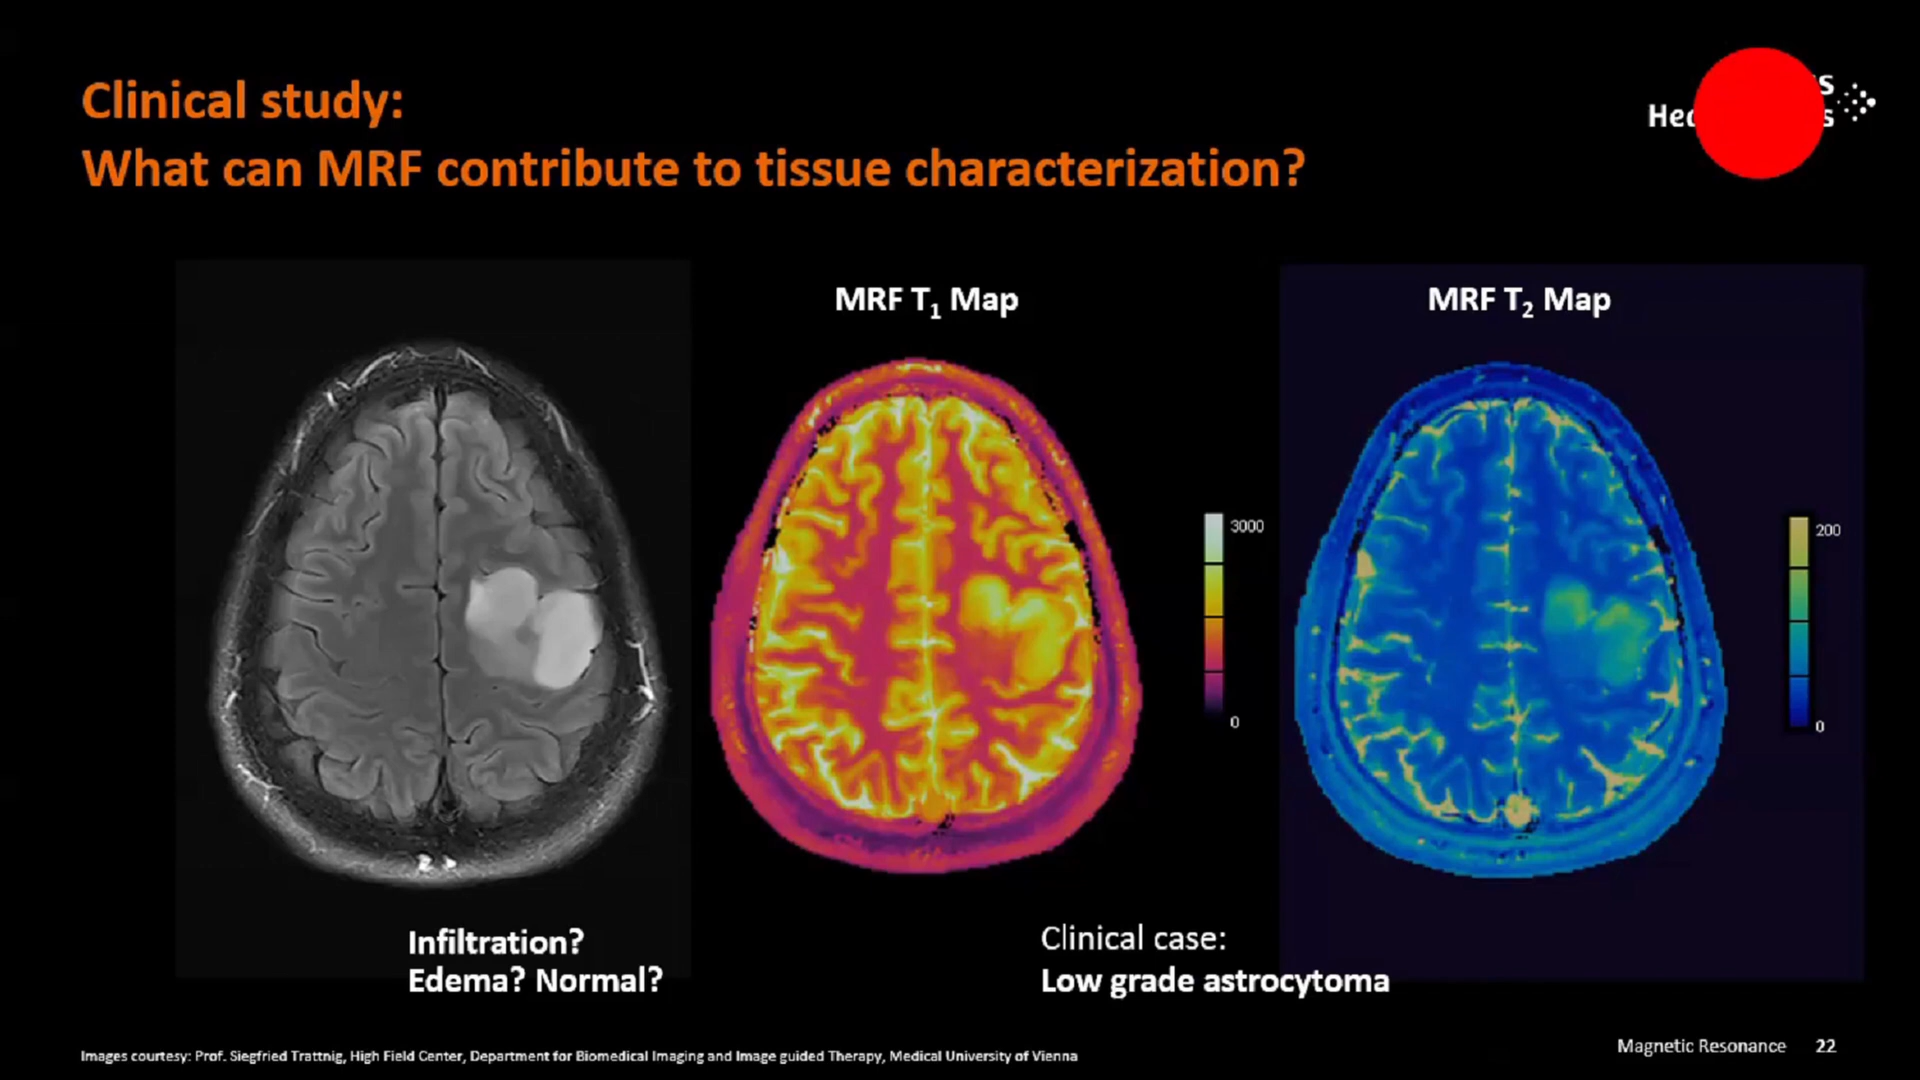 Clinical study:
What can MRF contribute to tissue characterization?
MRF T₁ Map
MRF T₂ Map
3000
0
200
0
Infiltration?
Edema? Normal?
Clinical case:
Low grade astrocytoma
Images courtesy: Prof. Siegfried Trattnig, High Field Center, Department for Biomedical Imaging and Image guided Therapy, Medical University of Vienna
Magnetic Resonance 22